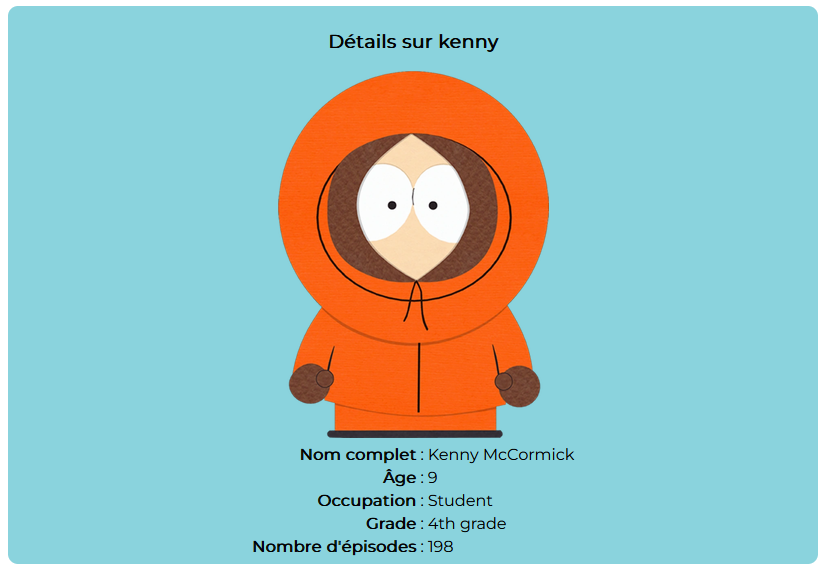 Détails sur kenny
Nom complet : Kenny McCormick
Âge : 9
Occupation : Student
Grade : 4th grade
Nombre d'épisodes : 198